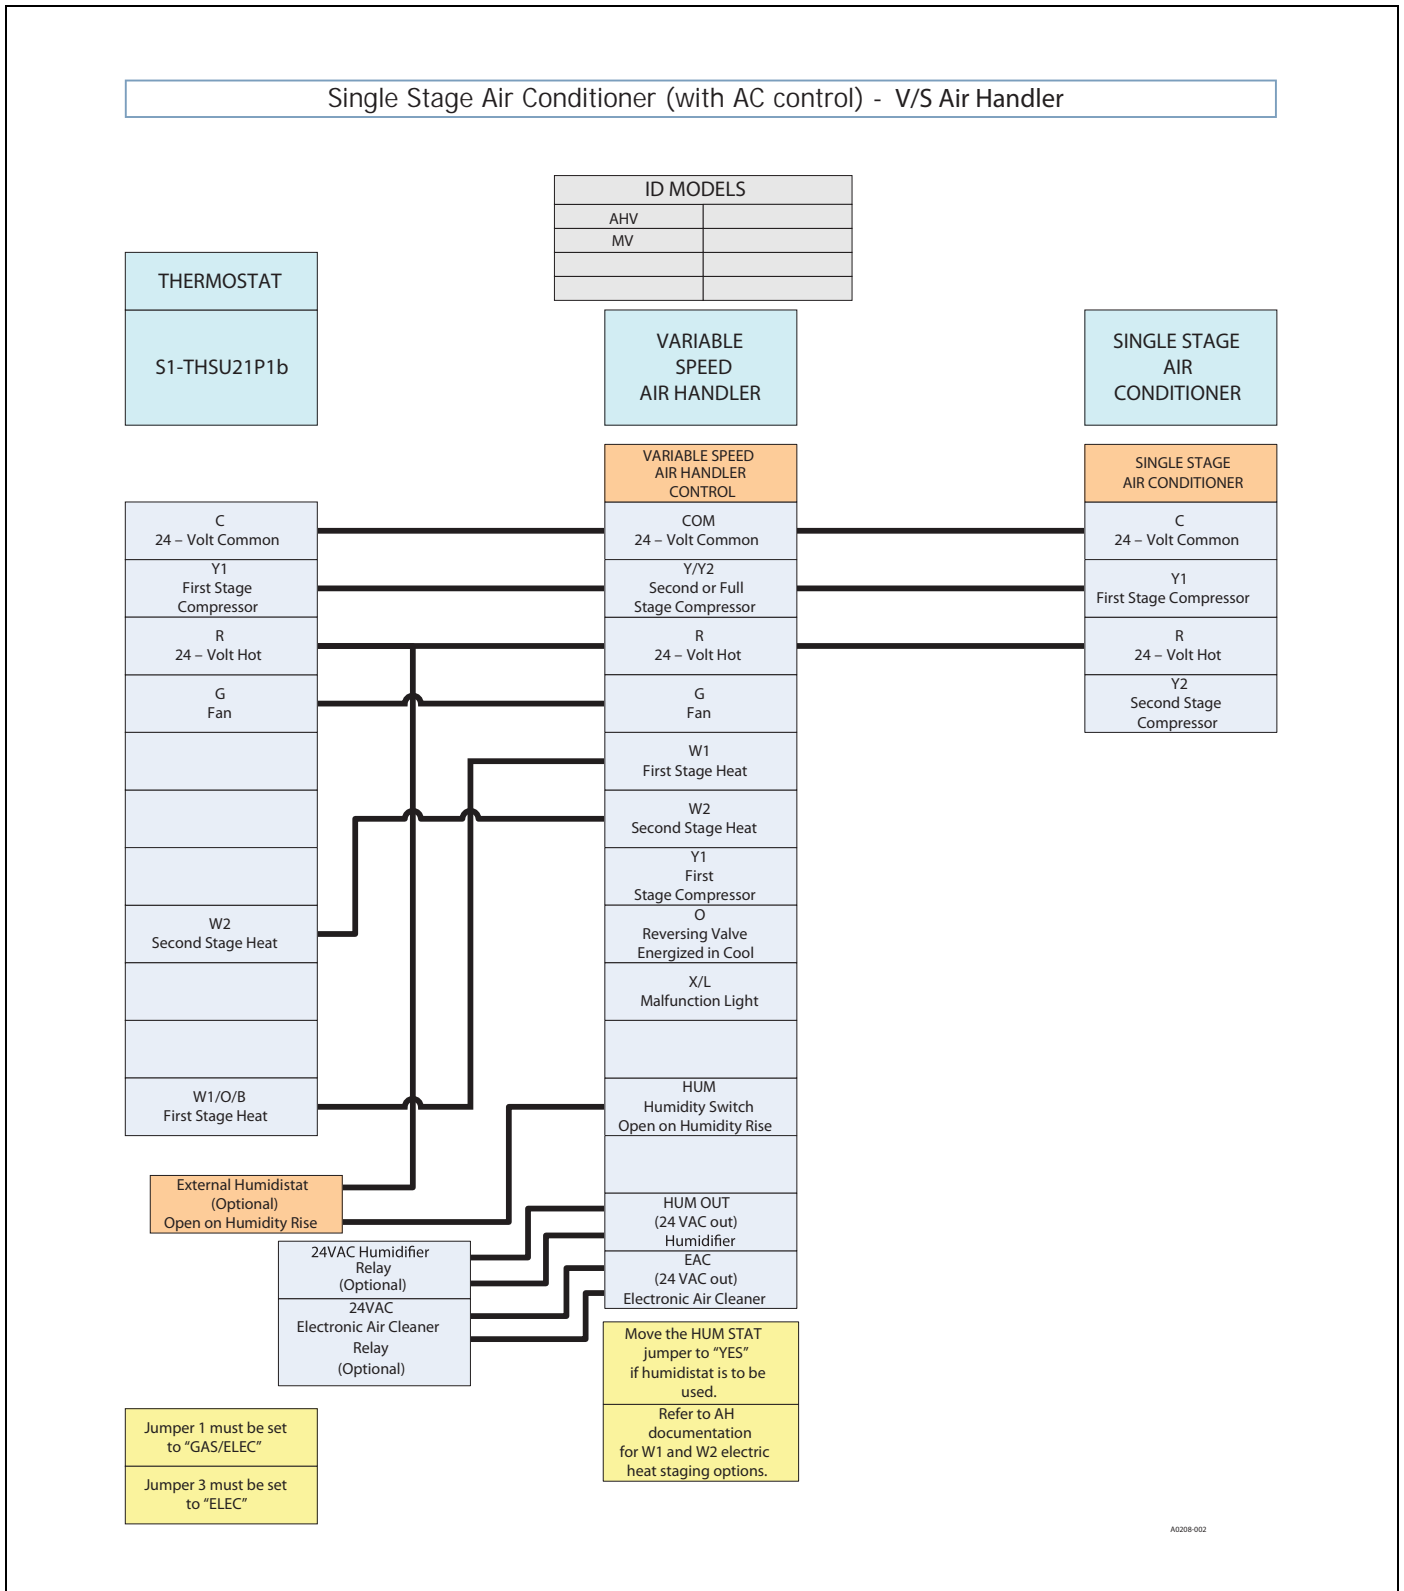 Single Stage Air Conditioner (with AC control) - V/S Air Handler
ID MODELS
AHV
MV
THERMOSTAT
S1-THSU21P1b
VARIABLE
SPEED
AIR HANDLER
SINGLE STAGE
AIR
CONDITIONER
VARIABLE SPEED
AIR HANDLER
CONTROL
SINGLE STAGE
AIR CONDITIONER
C
24 – Volt Common
Y1
First Stage
Compressor
R
24 – Volt Hot
G
Fan
W2
Second Stage Heat
W1/O/B
First Stage Heat
COM
24 – Volt Common
Y/Y2
Second or Full
Stage Compressor
R
24 – Volt Hot
G
Fan
W1
First Stage Heat
W2
Second Stage Heat
Y1
First
Stage Compressor
O
Reversing Valve
Energized in Cool
X/L
Malfunction Light
HUM
Humidity Switch
Open on Humidity Rise
HUM OUT
(24 VAC out)
Humidifier
EAC
(24 VAC out)
Electronic Air Cleaner
C
24 – Volt Common
Y1
First Stage Compressor
R
24 – Volt Hot
Y2
Second Stage
Compressor
External Humidistat
(Optional)
Open on Humidity Rise
24VAC Humidifier
Relay
(Optional)
24VAC
Electronic Air Cleaner
Relay
(Optional)
Move the HUM STAT
jumper to “YES”
if humidistat is to be
used.
Refer to AH
documentation
for W1 and W2 electric
heat staging options.
Jumper 1 must be set
to “GAS/ELEC”
Jumper 3 must be set
to “ELEC”
A0208-002